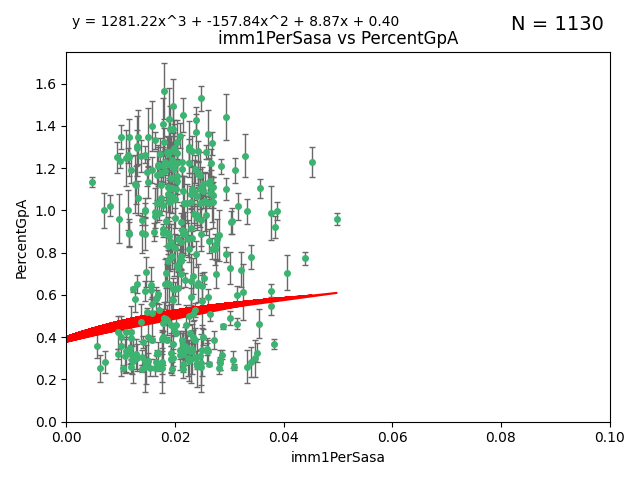 y = 1281.22x^3 + -157.84x^2 + 8.87x + 0.40
N = 1130
imm1PerSasa vs PercentGpA
1.6
1.4
1.2
1.0
0.8
0.6
0.4
0.2
0.0
PercentGpA
0.00 0.02 0.04 0.06 0.08 0.10
imm1PerSasa